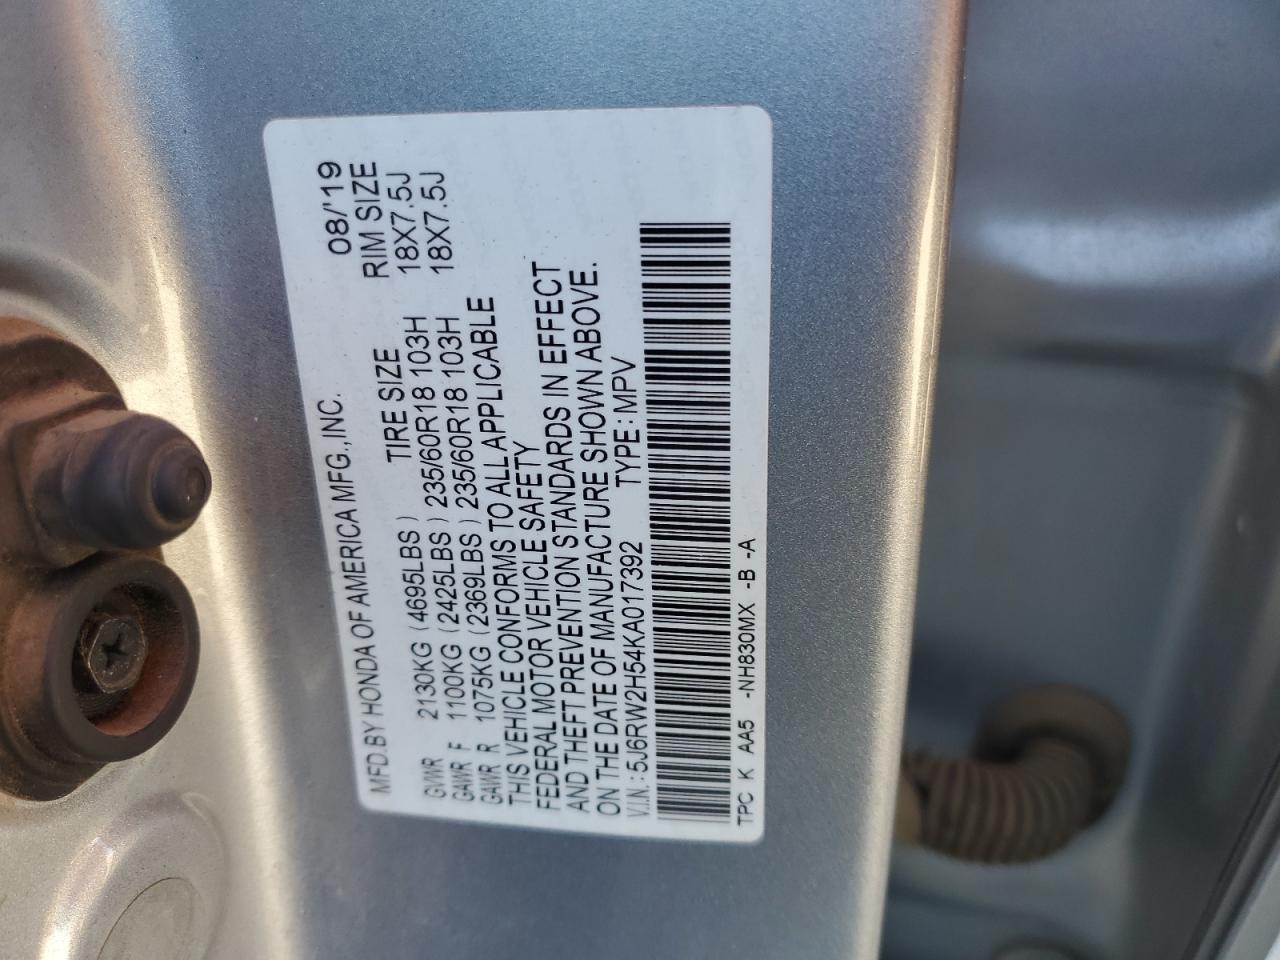 MFD.BY HONDA OF AMERICA MFG.,INC. 08/'19
TIRE SIZE RIM SIZE
GVWR 2130KG (4695LBS)
GAWR F 1100KG (2425LBS) 235/60R18 103H 18X7.5J
GAWR R 1075KG (2369LBS) 235/60R18 103H 18X7.5J
THIS VEHICLE CONFORMS TO ALL APPLICABLE
FEDERAL MOTOR VEHICLE SAFETY
AND THEFT PREVENTION STANDARDS IN EFFECT
ON THE DATE OF MANUFACTURE SHOWN ABOVE.
V.I.N.: 5J6RW2H54KA017392 TYPE: MPV
TPC K AA5 -NH830MX -B -A